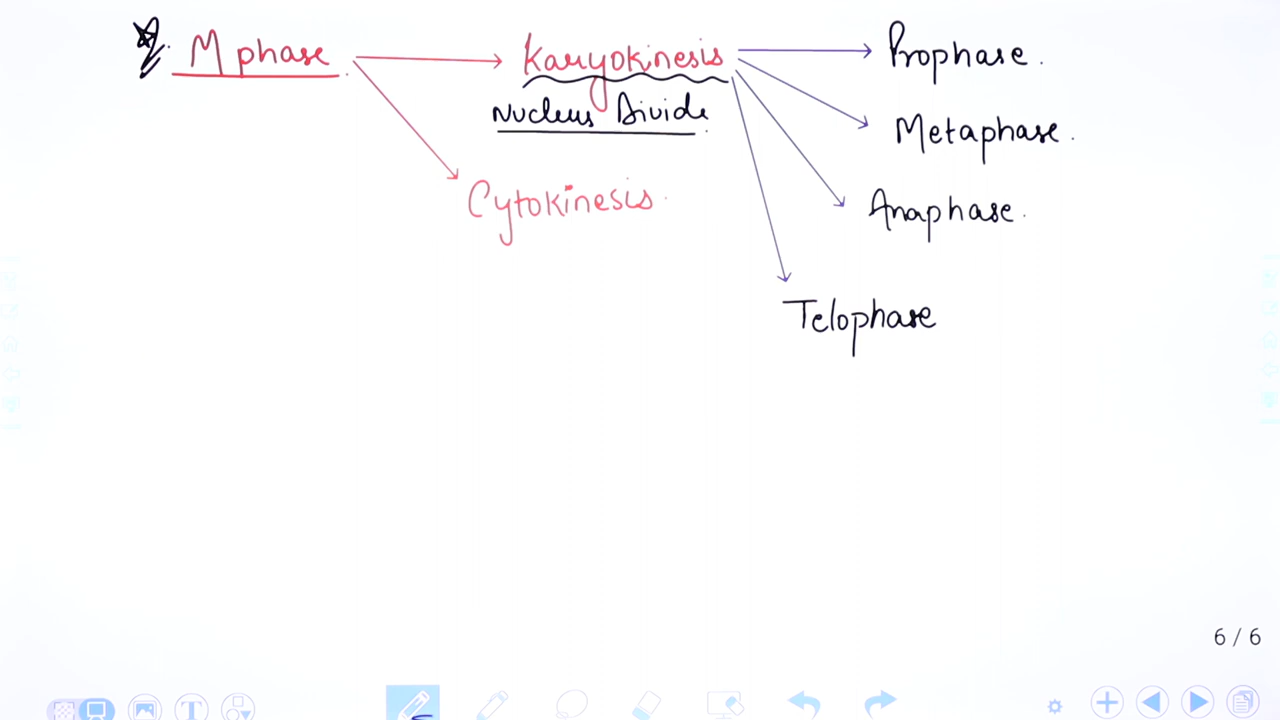 M phase
Karyokinesis
Nucleus Divide
Cytokinesis.
Prophase.
Metaphase.
Anaphase.
Telophase
6 / 6